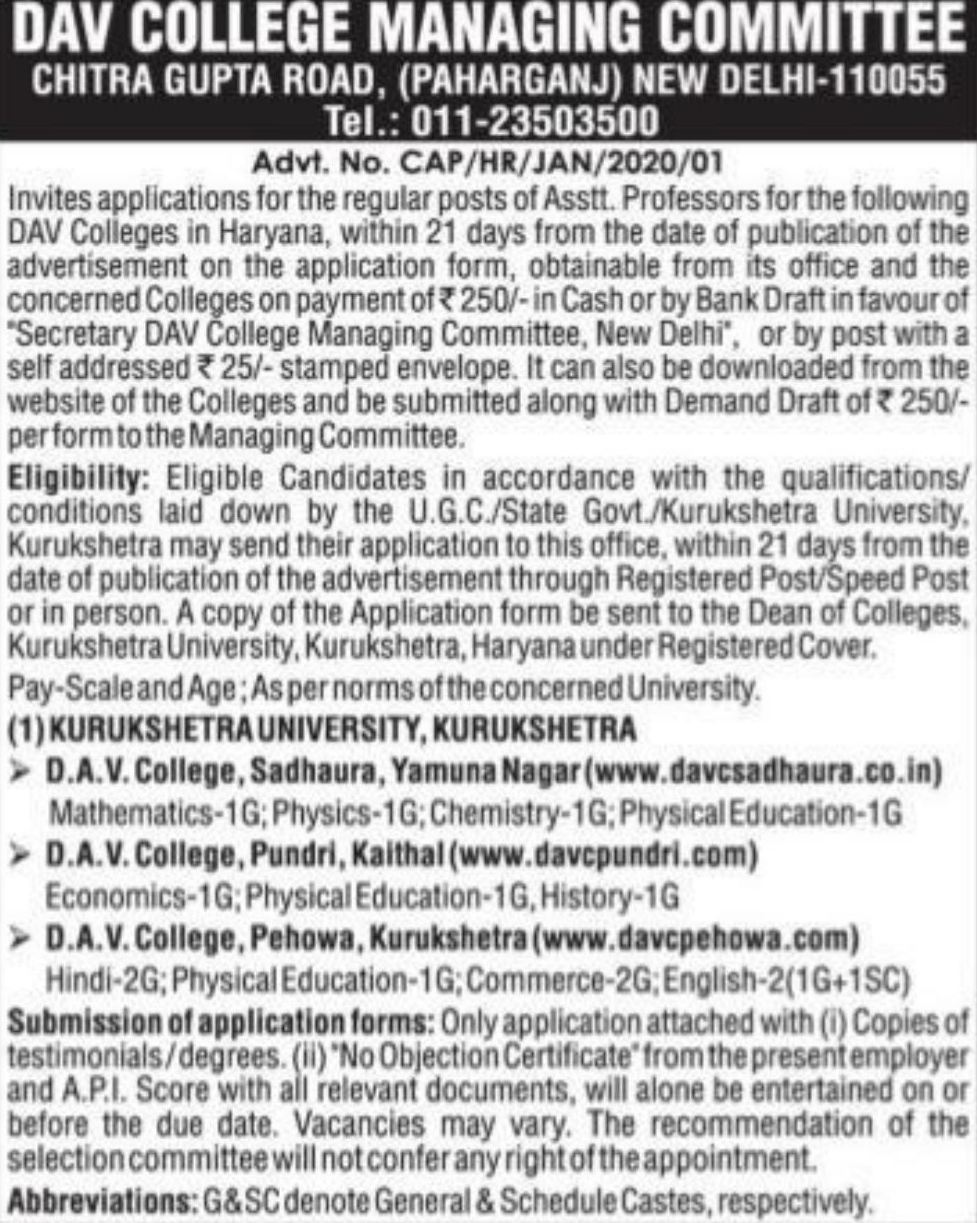 DAV COLLEGE MANAGING COMMITTEE
CHITRA GUPTA ROAD, (PAHARGANJ) NEW DELHI-110055
Tel.: 011-23503500
Advt. No. CAP/HR/JAN/2020/01
Invites applications for the regular posts of Asstt. Professors for the following
DAV Colleges in Haryana, within 21 days from the date of publication of the
advertisement on the application form, obtainable from its office and the
concerned Colleges on payment of ₹ 250/- in Cash or by Bank Draft in favour of
"Secretary DAV College Managing Committee, New Delhi", or by post with a
self addressed ₹ 25/- stamped envelope. It can also be downloaded from the
website of the Colleges and be submitted along with Demand Draft of ₹ 250/-
per form to the Managing Committee.
Eligibility: Eligible Candidates in accordance with the qualifications/
conditions laid down by the U.G.C./State Govt./Kurukshetra University,
Kurukshetra may send their application to this office, within 21 days from the
date of publication of the advertisement through Registered Post/Speed Post
or in person. A copy of the Application form be sent to the Dean of Colleges,
Kurukshetra University, Kurukshetra, Haryana under Registered Cover.
Pay-Scale and Age ; As per norms of the concerned University.
(1) KURUKSHETRA UNIVERSITY, KURUKSHETRA
➢ D.A.V. College, Sadhaura, Yamuna Nagar (www.davcsadhaura.co.in)
Mathematics-1G; Physics-1G; Chemistry-1G; Physical Education-1G
➢ D.A.V. College, Pundri, Kaithal (www.davcpundri.com)
Economics-1G; Physical Education-1G, History-1G
➢ D.A.V. College, Pehowa, Kurukshetra (www.davcpehowa.com)
Hindi-2G; Physical Education-1G; Commerce-2G; English-2(1G+1SC)
Submission of application forms: Only application attached with (i) Copies of
testimonials/degrees. (ii) "No Objection Certificate" from the present employer
and A.P.I. Score with all relevant documents, will alone be entertained on or
before the due date. Vacancies may vary. The recommendation of the
selection committee will not confer any right of the appointment.
Abbreviations: G&SC denote General & Schedule Castes, respectively.